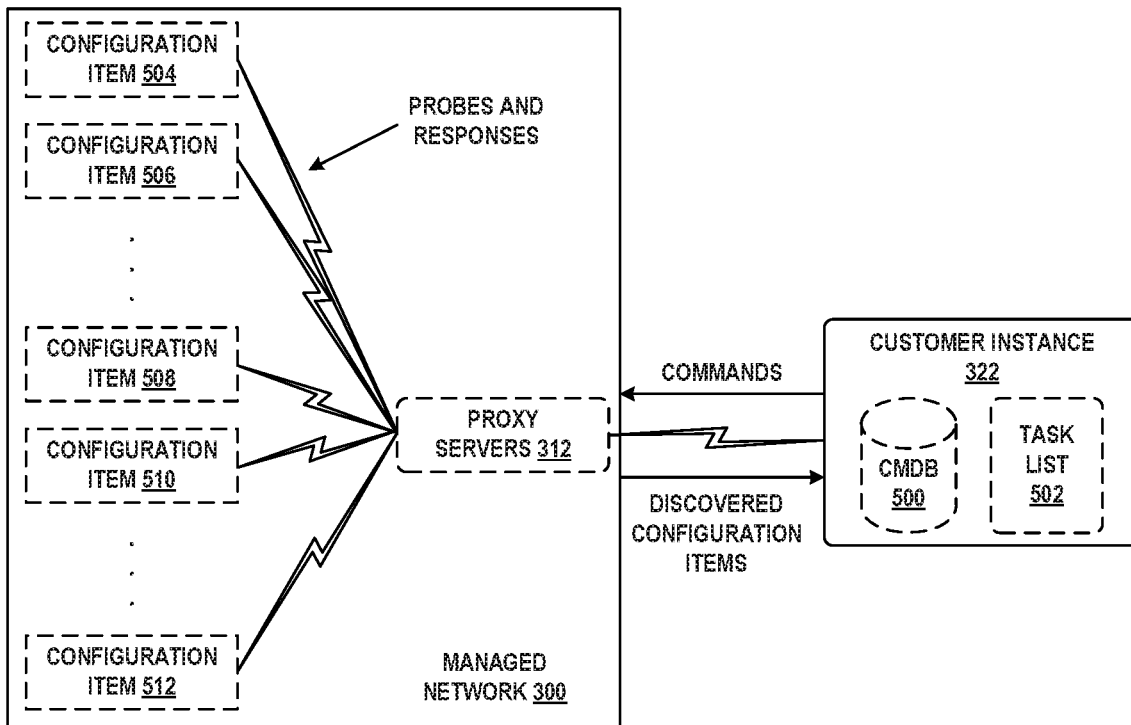 CONFIGURATION
ITEM 504
PROBES AND
RESPONSES
CONFIGURATION
ITEM 506
CONFIGURATION
ITEM 508
CONFIGURATION
ITEM 510
CONFIGURATION
ITEM 512
PROXY
SERVERS 312
MANAGED
NETWORK 300
COMMANDS
DISCOVERED
CONFIGURATION
ITEMS
CUSTOMER INSTANCE
322
CMDB
500
TASK
LIST
502